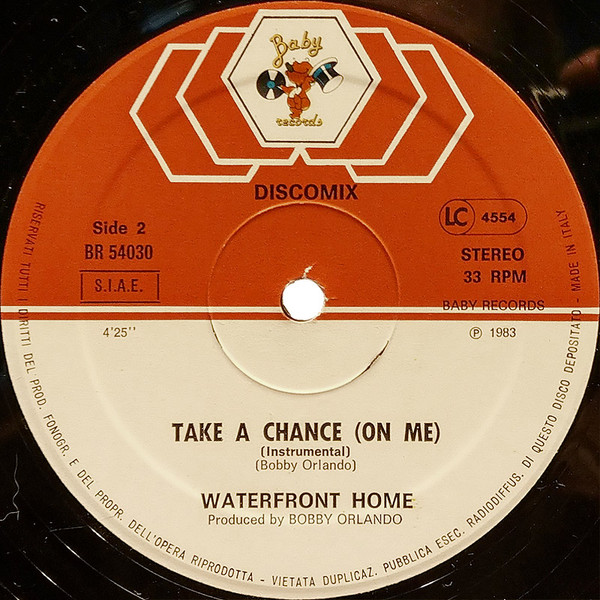 Baby
records
DISCOMIX
Side 2
BR 54030
S.I.A.E.
LC 4554
STEREO
33 RPM
BABY RECORDS
4'25''
℗ 1983
TAKE A CHANCE (ON ME)
(Instrumental)
(Bobby Orlando)
WATERFRONT HOME
Produced by BOBBY ORLANDO
RISERVATI TUTTI I DIRITTI DEL PROD. FONOGR. E DEL PROPR. DELL'OPERA RIPRODOTTA - VIETATA DUPLICAZ. PUBBLICA ESEC. RADIODIFFUS. DI QUESTO DISCO DEPOSITATO - MADE IN ITALY